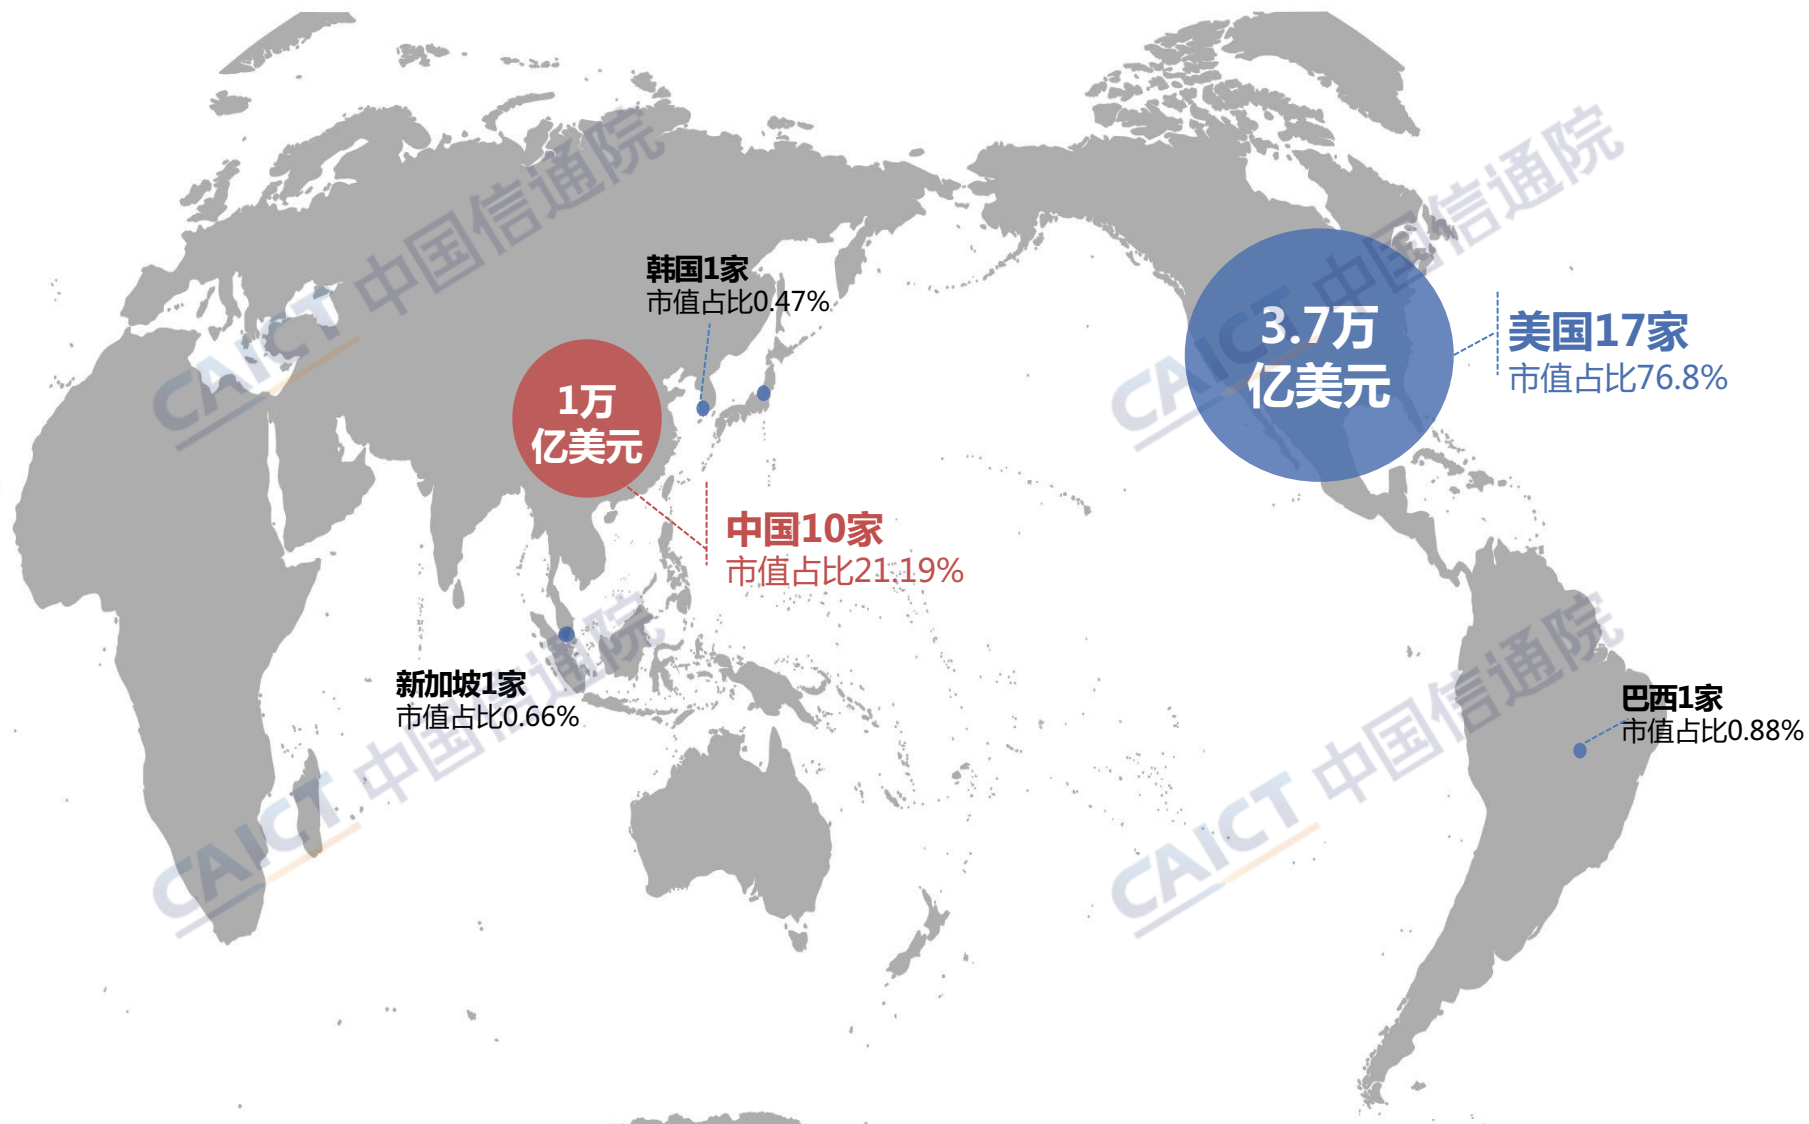 韩国1家
市值占比0.47%
3.7万
亿美元
美国17家
市值占比76.8%
1万
亿美元
中国10家
市值占比21.19%
新加坡1家
市值占比0.66%
巴西1家
市值占比0.88%
CAICT 中国信通院
CAICT 中国信通院
CAICT 中国信通院
CAICT 中国信通院